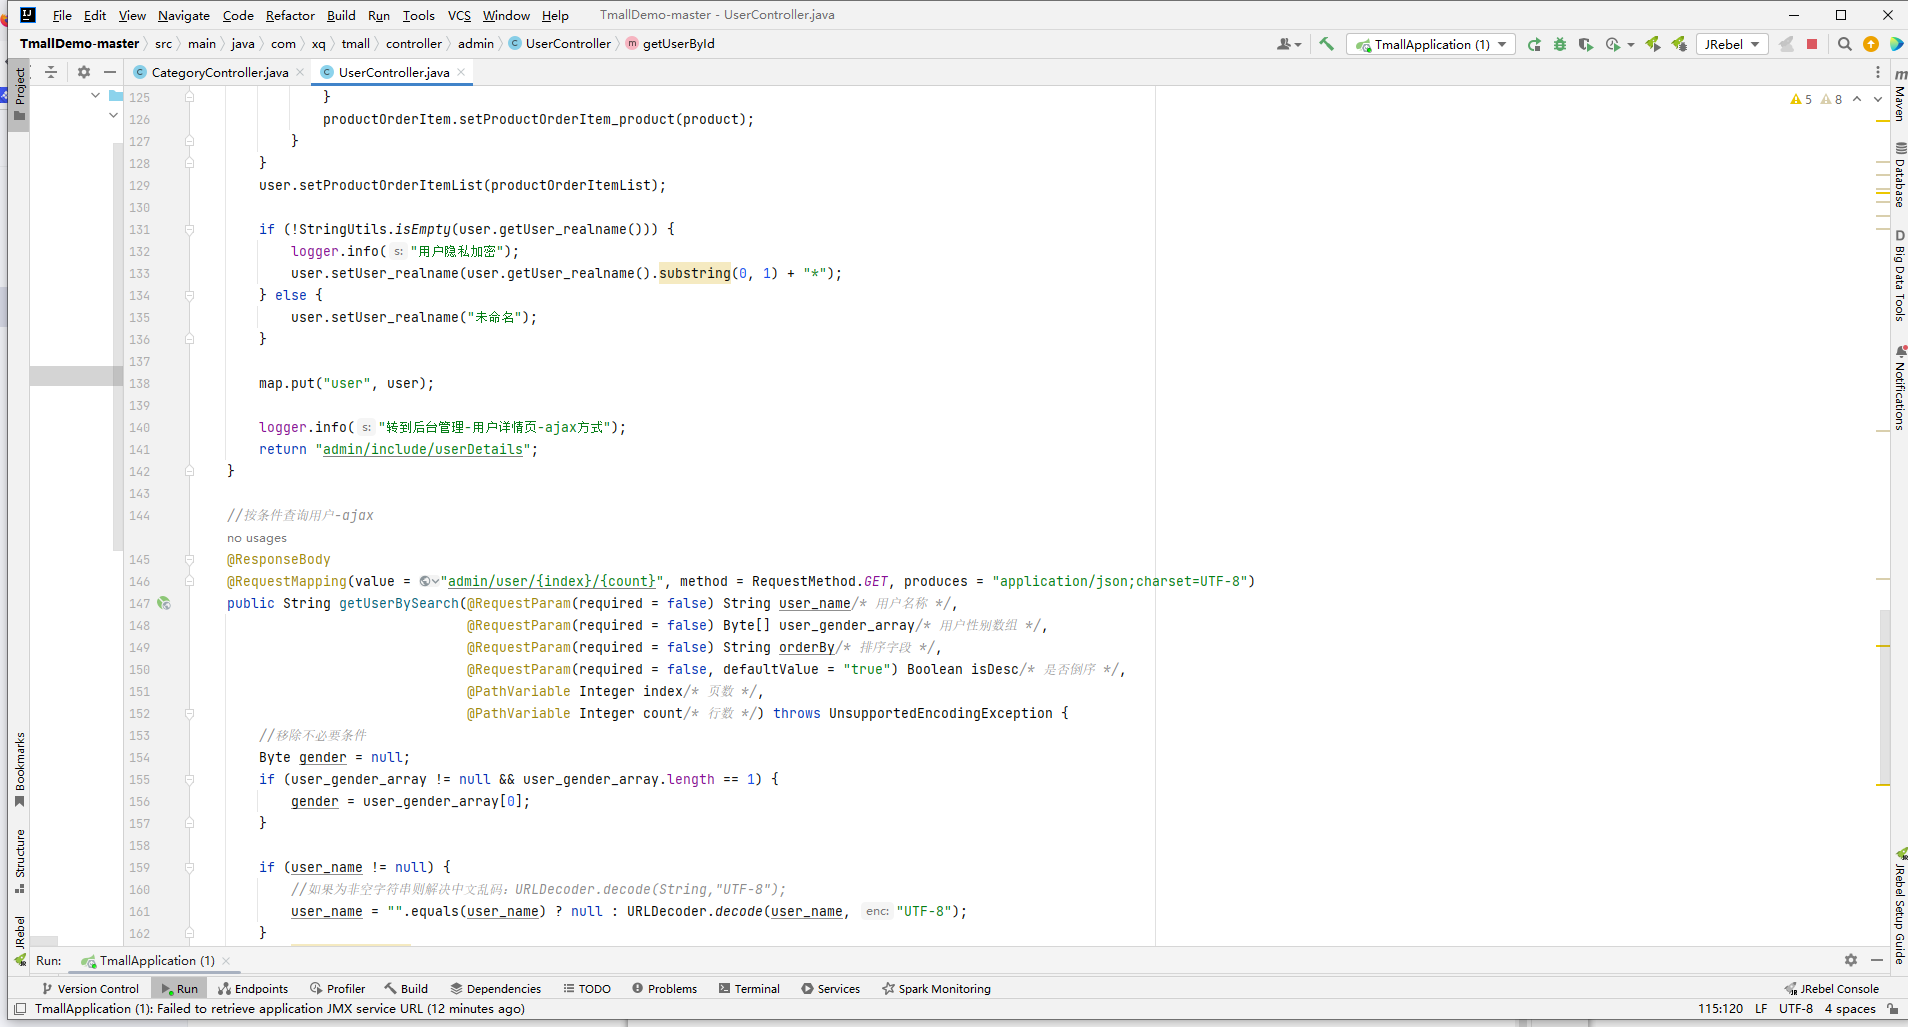 File Edit View Navigate Code Refactor Build Run Tools VCS Window Help TmallDemo-master - UserController.java
TmallDemo-master src main java com xq tmall controller admin UserController getUserById TmallApplication (1) JRebel
Project
CategoryController.java UserController.java
5 8
125 }
126 productOrderItem.setProductOrderItem_product(product);
127 }
128 }
129 user.setProductOrderItemList(productOrderItemList);
130
131 if (!StringUtils.isEmpty(user.getUser_realname())) {
132 logger.info( s: "用户隐私加密");
133 user.setUser_realname(user.getUser_realname().substring(0, 1) + "*");
134 } else {
135 user.setUser_realname("未命名");
136 }
137
138 map.put("user", user);
139
140 logger.info( s: "转到后台管理-用户详情页-ajax方式");
141 return "admin/include/userDetails";
142 }
143
144 //按条件查询用户-ajax
no usages
145 @ResponseBody
146 @RequestMapping(value = "admin/user/{index}/{count}", method = RequestMethod.GET, produces = "application/json;charset=UTF-8")
147 public String getUserBySearch(@RequestParam(required = false) String user_name/* 用户名称 */,
148 @RequestParam(required = false) Byte[] user_gender_array/* 用户性别数组 */,
149 @RequestParam(required = false) String orderBy/* 排序字段 */,
150 @RequestParam(required = false, defaultValue = "true") Boolean isDesc/* 是否倒序 */,
151 @PathVariable Integer index/* 页数 */,
152 @PathVariable Integer count/* 行数 */) throws UnsupportedEncodingException {
153 //移除不必要条件
154 Byte gender = null;
155 if (user_gender_array != null && user_gender_array.length == 1) {
156 gender = user_gender_array[0];
157 }
158
159 if (user_name != null) {
160 //如果为非空字符串则解决中文乱码：URLDecoder.decode(String,"UTF-8");
161 user_name = "".equals(user_name) ? null : URLDecoder.decode(user_name, enc: "UTF-8");
162 }
Bookmarks
Structure
JRebel
m
Maven
Database
D
Big Data Tools
Notifications
JRebel Setup Guide
Run: TmallApplication (1)
Version Control Run Endpoints Profiler Build Dependencies TODO Problems Terminal Services Spark Monitoring JRebel Console
TmallApplication (1): Failed to retrieve application JMX service URL (12 minutes ago) 115:120 LF UTF-8 4 spaces